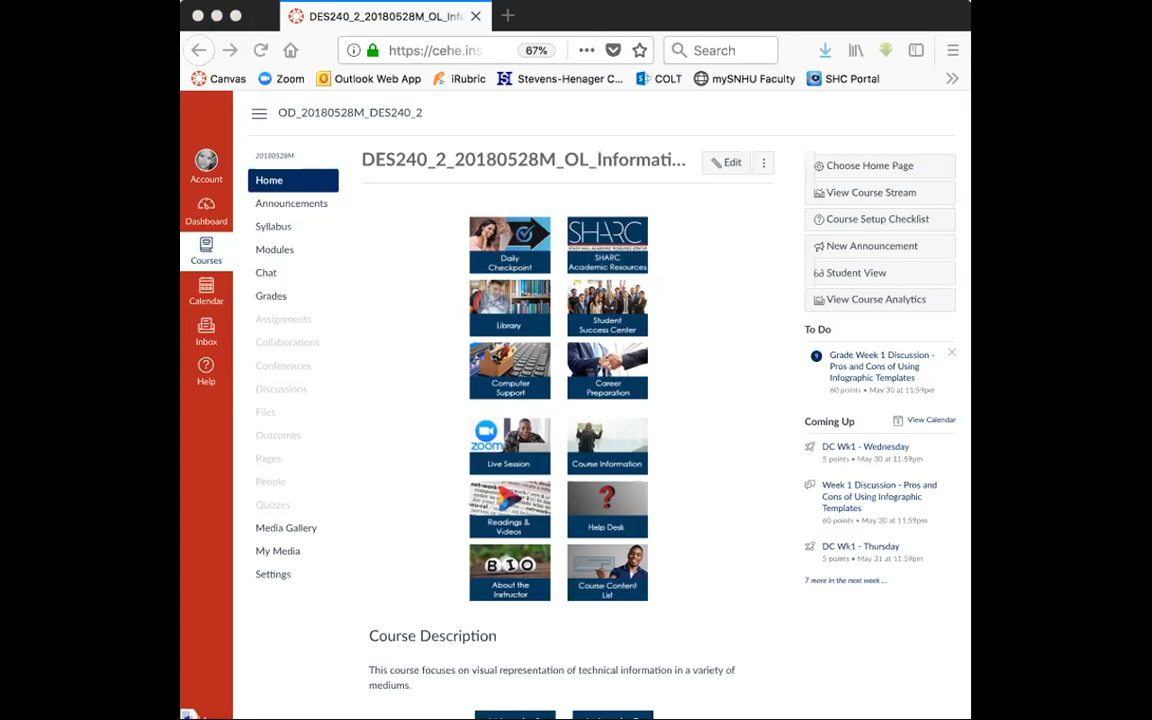 DES240_2_20180528M_OL_Info
https://cehe.ins
67%
Search
Canvas
Zoom
Outlook Web App
iRubric
Stevens-Henager C...
COLT
mySNHU Faculty
SHC Portal
OD_20180528M_DES240_2
Account
Dashboard
Courses
Calendar
Inbox
Help
20180528M
Home
Announcements
Syllabus
Modules
Chat
Grades
Assignments
Collaborations
Conferences
Discussions
Files
Outcomes
Pages
People
Quizzes
Media Gallery
My Media
Settings
DES240_2_20180528M_OL_Informati...
Edit
Daily
Checkpoint
SHARC
STUDY HALL ACADEMIC RESOURCE CENTER
SHARC
Academic Resources
Library
Student
Success Center
Computer
Support
Career
Preparation
zoom
Live Session
Course Information
Readings &
Videos
Help Desk
BIO
About the
Instructor
Course Content
List
Course Description
This course focuses on visual representation of technical information in a variety of
mediums.
Choose Home Page
View Course Stream
Course Setup Checklist
New Announcement
Student View
View Course Analytics
To Do
9
Grade Week 1 Discussion -
Pros and Cons of Using
Infographic Templates
60 points • May 30 at 11:59pm
Coming Up
View Calendar
DC Wk1 - Wednesday
5 points • May 30 at 11:59pm
Week 1 Discussion - Pros and
Cons of Using Infographic
Templates
60 points • May 30 at 11:59pm
DC Wk1 - Thursday
5 points • May 31 at 11:59pm
7 more in the next week ...